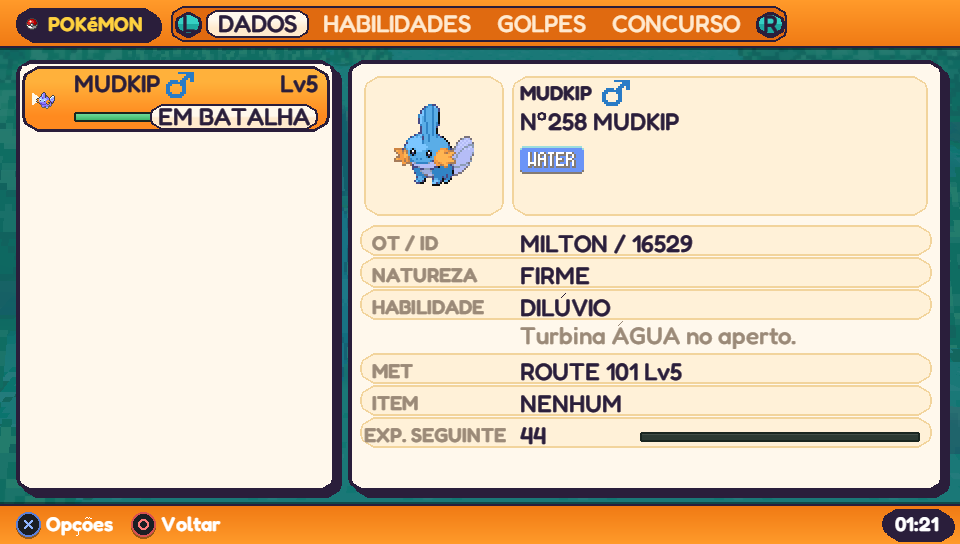 POKéMON L DADOS HABILIDADES GOLPES CONCURSO R
MUDKIP ♂ Lv5
EM BATALHA
MUDKIP ♂
Nº258 MUDKIP
WATER
OT / ID MILTON / 16529
NATUREZA FIRME
HABILIDADE DILÚVIO
Turbina ÁGUA no aperto.
MET ROUTE 101 Lv5
ITEM NENHUM
EXP. SEGUINTE 44
Opções Voltar 01:21